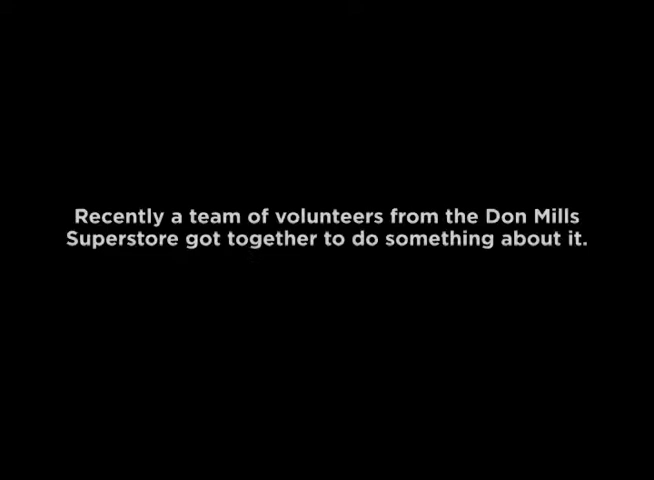 Recently a team of volunteers from the Don Mills
Superstore got together to do something about it.